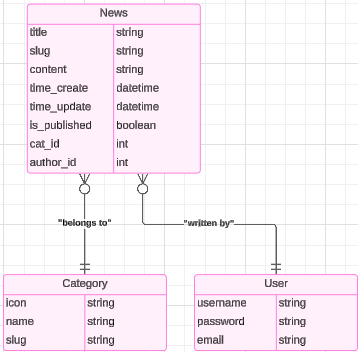 News
title string
slug string
content string
time_create datetime
time_update datetime
is_published boolean
cat_id int
author_id int
"belongs to" "written by"
Category User
icon string username string
name string password string
slug string email string